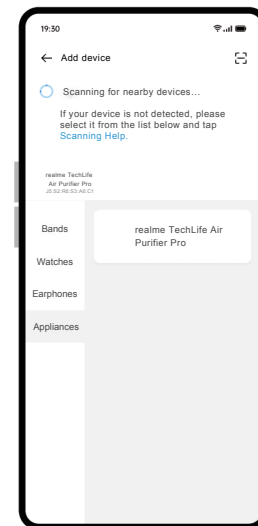 19:30
Add device
Scanning for nearby devices...
If your device is not detected, please
select it from the list below and tap
Scanning Help.
realme TechLife
Air Purifier Pro
Bands
Watches
Earphones
Appliances
realme TechLife Air
Purifier Pro